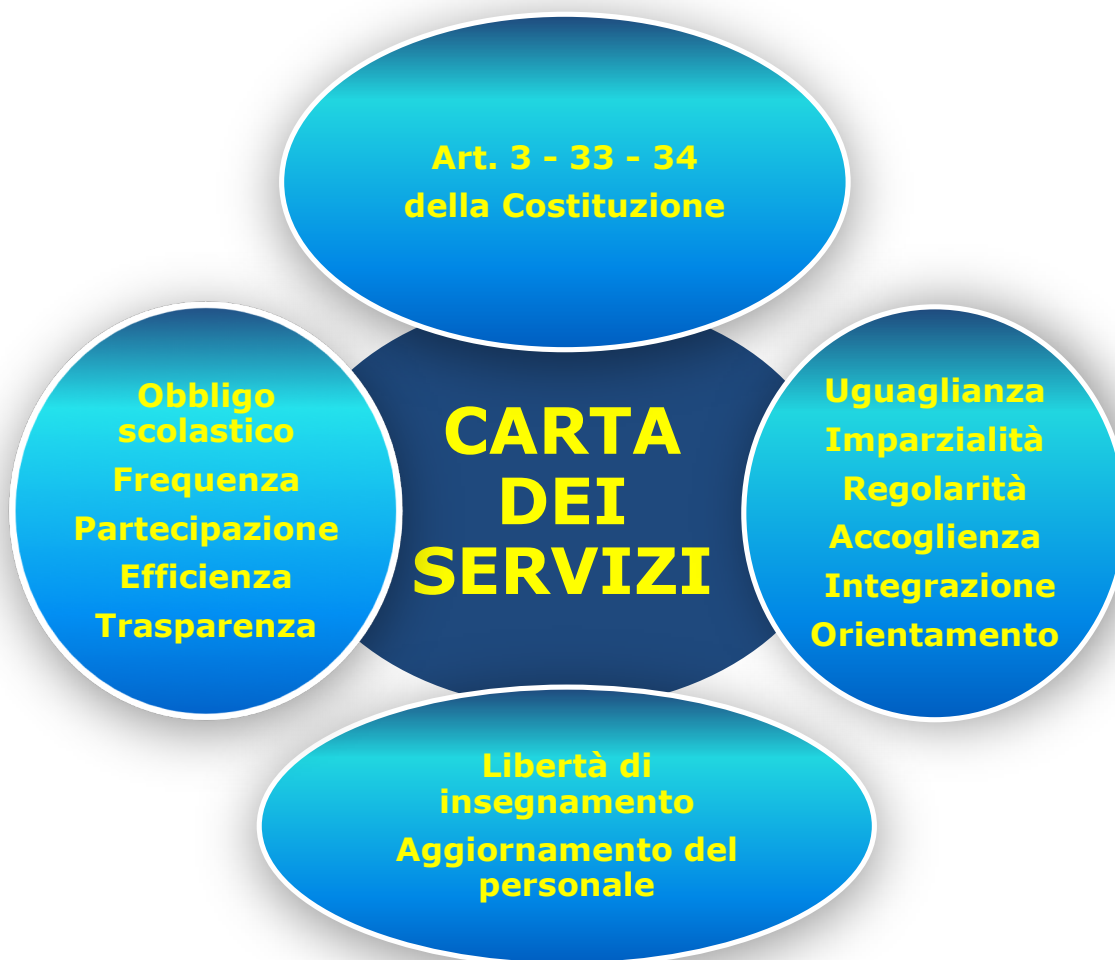 Art. 3 – 33 – 34
della Costituzione
Obbligo
scolastico
Frequenza
Partecipazione
Efficienza
Trasparenza
CARTA
DEI
SERVIZI
Uguaglianza
Imparzialità
Regolarità
Accoglienza
Integrazione
Orientamento
Libertà di
insegnamento
Aggiornamento del
personale